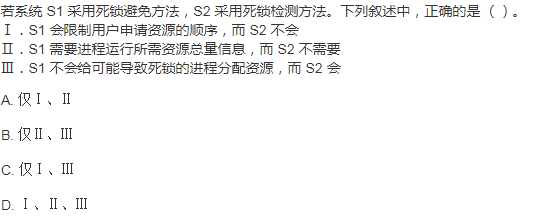 若系统 S1 采用死锁避免方法，S2 采用死锁检测方法。下列叙述中，正确的是（ ）。
Ⅰ．S1 会限制用户申请资源的顺序，而 S2 不会
Ⅱ．S1 需要进程运行所需资源总量信息，而 S2 不需要
Ⅲ．S1 不会给可能导致死锁的进程分配资源，而 S2 会
A. 仅Ⅰ、Ⅱ
B. 仅Ⅱ、Ⅲ
C. 仅Ⅰ、Ⅲ
D. Ⅰ、Ⅱ、Ⅲ